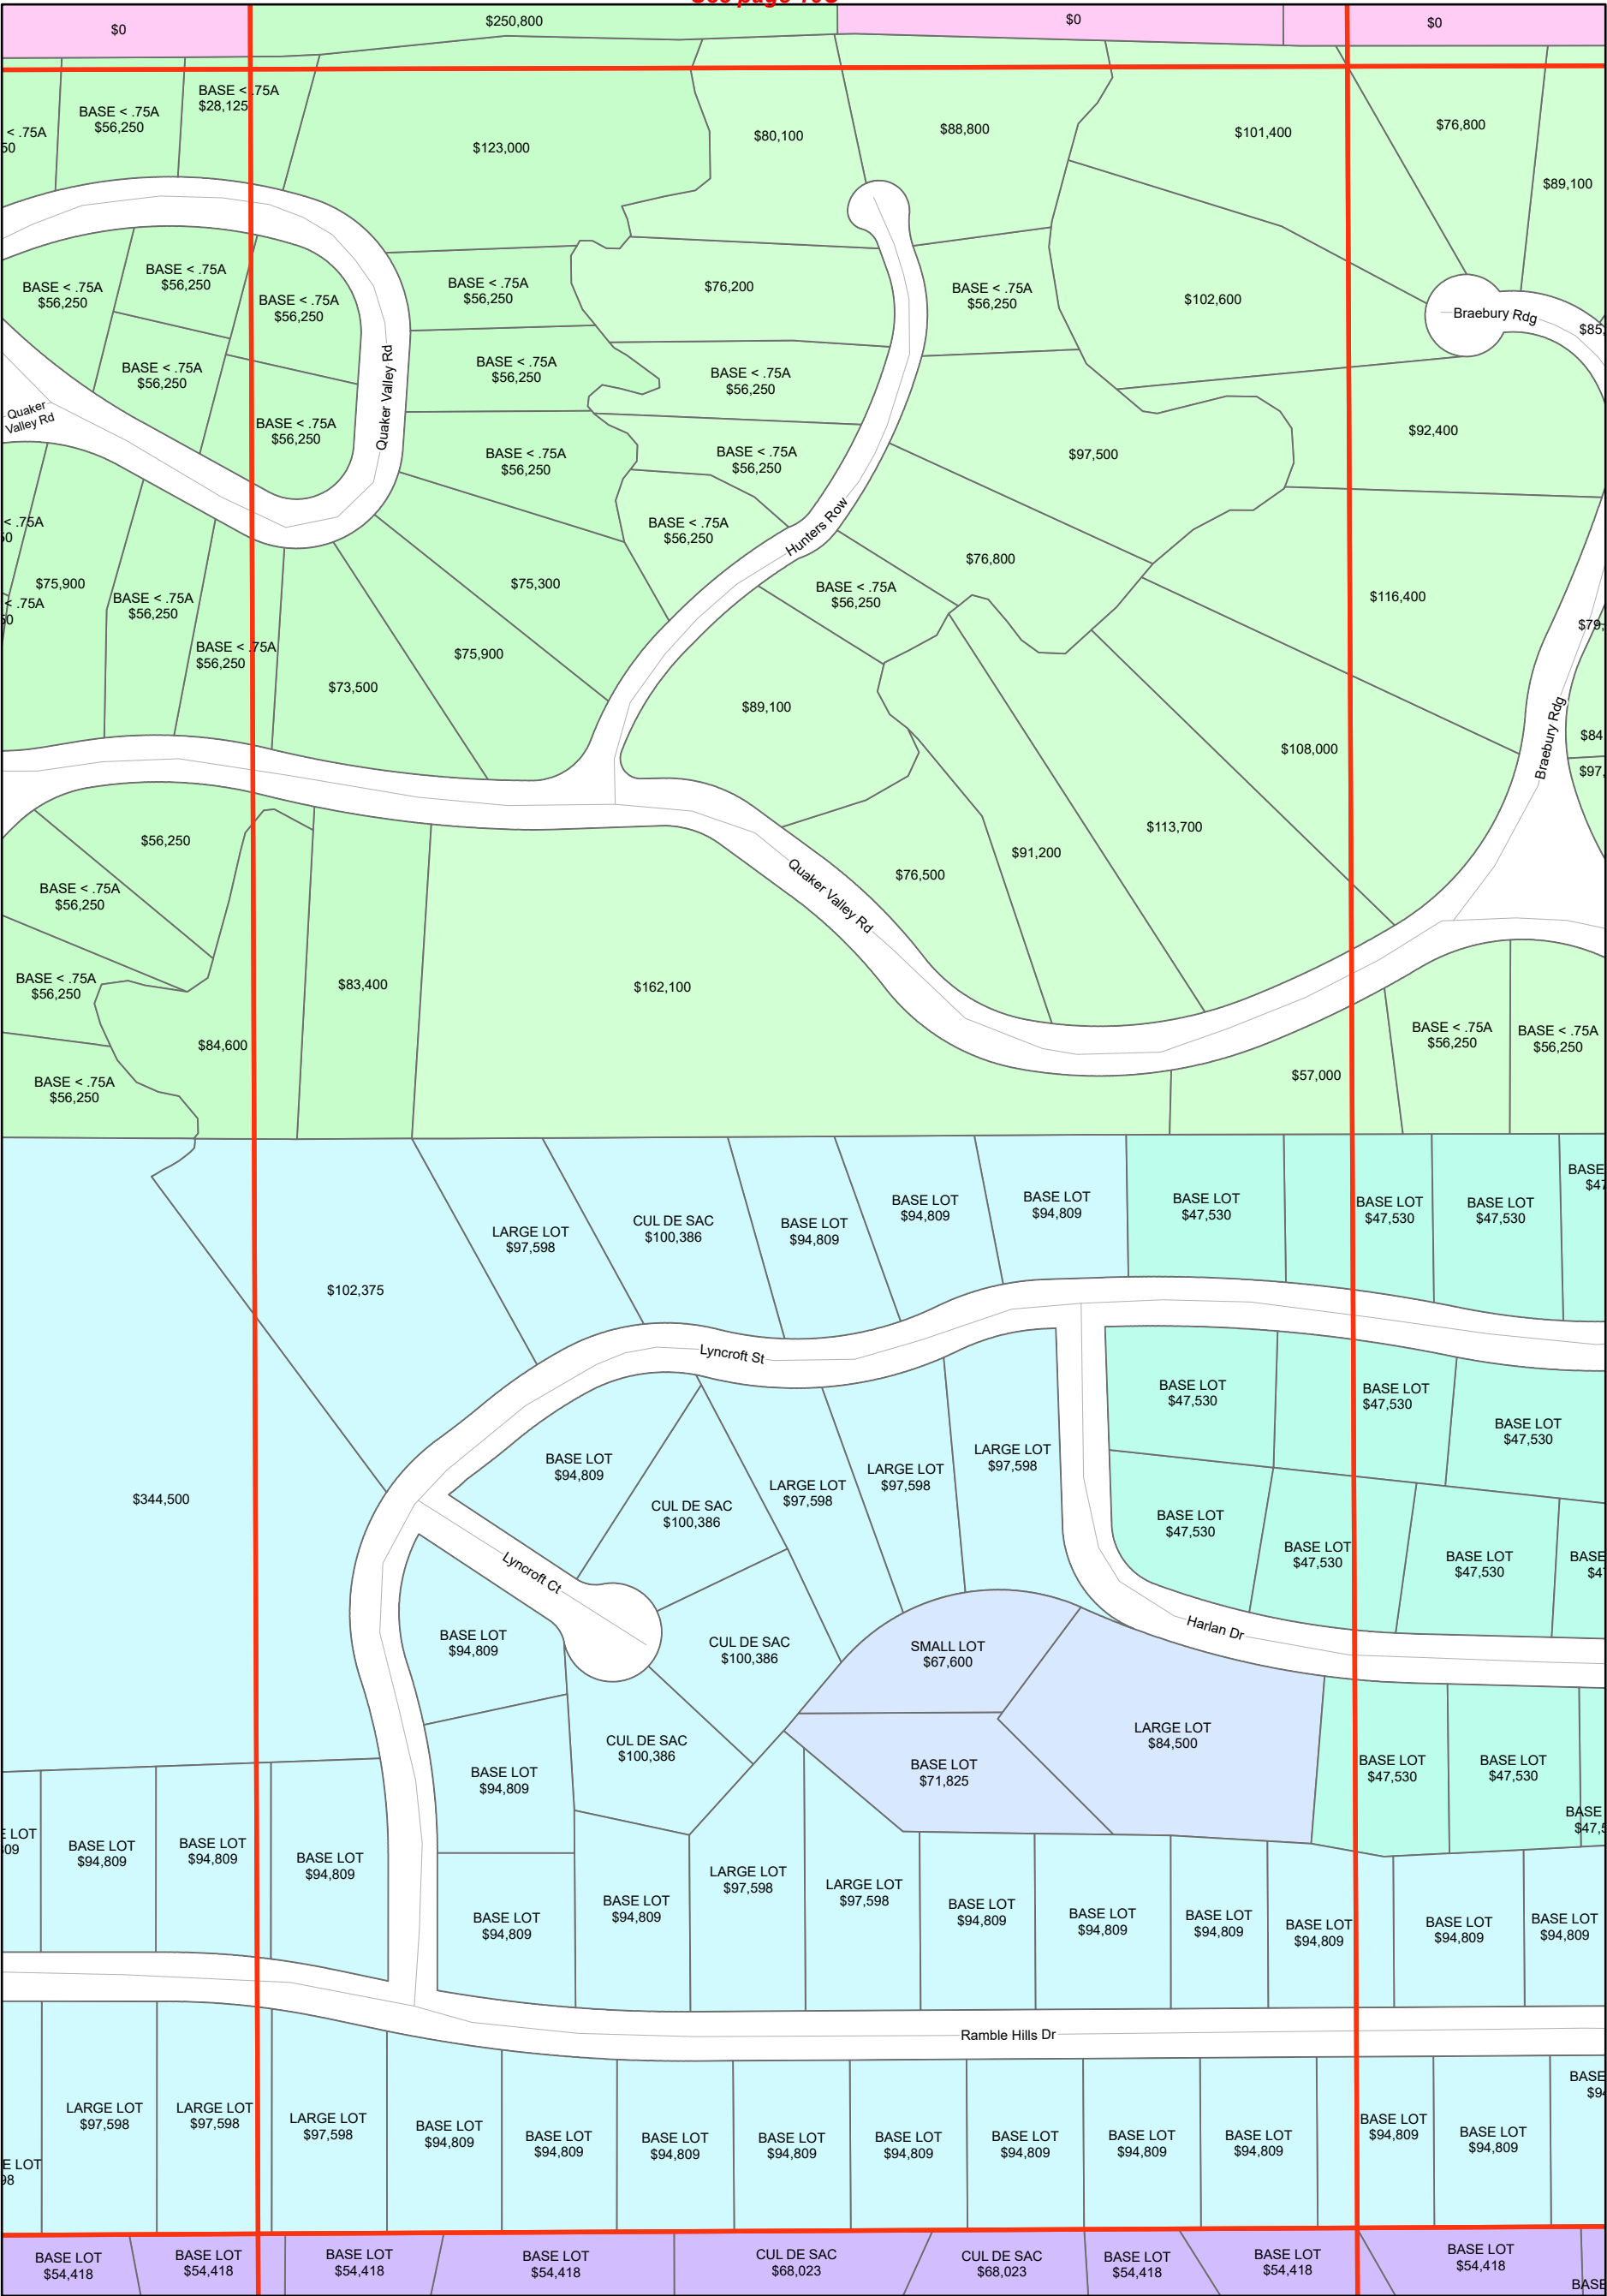 $0
$250,800
$0
$0
BASE < .75A
$56,250
BASE < .75A
$28,125
$123,000
$80,100
$88,800
$101,400
$76,800
$89,100
< .75A
BASE < .75A
$56,250
BASE < .75A
$56,250
BASE < .75A
$56,250
BASE < .75A
$56,250
$76,200
BASE < .75A
$56,250
$102,600
Braebury Rdg
BASE < .75A
$56,250
BASE < .75A
$56,250
BASE < .75A
$56,250
Quaker Valley Rd
Quaker
Valley Rd
BASE < .75A
$56,250
BASE < .75A
$56,250
BASE < .75A
$56,250
$97,500
$92,400
Hunters Row
BASE < .75A
$56,250
< .75A
$75,900
BASE < .75A
$56,250
$75,300
BASE < .75A
$56,250
$76,800
$116,400
< .75A
BASE < .75A
$56,250
$75,900
$73,500
$89,100
$108,000
Braebury Rdg
$56,250
BASE < .75A
$56,250
$113,700
$91,200
$76,500
Quaker Valley Rd
BASE < .75A
$56,250
$83,400
$162,100
$84,600
BASE < .75A
$56,250
$57,000
BASE < .75A
$56,250
BASE < .75A
$56,250
LARGE LOT
$97,598
CUL DE SAC
$100,386
BASE LOT
$94,809
BASE LOT
$94,809
BASE LOT
$94,809
BASE LOT
$47,530
BASE LOT
$47,530
BASE LOT
$47,530
BASE
$102,375
Lyncroft St
BASE LOT
$47,530
BASE LOT
$47,530
BASE LOT
$47,530
$344,500
BASE LOT
$94,809
CUL DE SAC
$100,386
LARGE LOT
$97,598
LARGE LOT
$97,598
LARGE LOT
$97,598
BASE LOT
$47,530
BASE LOT
$47,530
BASE LOT
$47,530
BASE
Lyncroft Ct
Harlan Dr
BASE LOT
$94,809
CUL DE SAC
$100,386
SMALL LOT
$67,600
CUL DE SAC
$100,386
BASE LOT
$94,809
BASE LOT
$71,825
LARGE LOT
$84,500
BASE LOT
$47,530
BASE LOT
$47,530
BASE
LOT
BASE LOT
$94,809
BASE LOT
$94,809
BASE LOT
$94,809
BASE LOT
$94,809
BASE LOT
$94,809
LARGE LOT
$97,598
LARGE LOT
$97,598
BASE LOT
$94,809
BASE LOT
$94,809
BASE LOT
$94,809
BASE LOT
$94,809
BASE LOT
$94,809
BASE LOT
$94,809
Ramble Hills Dr
LOT
LARGE LOT
$97,598
LARGE LOT
$97,598
LARGE LOT
$97,598
BASE LOT
$94,809
BASE LOT
$94,809
BASE LOT
$94,809
BASE LOT
$94,809
BASE LOT
$94,809
BASE LOT
$94,809
BASE LOT
$94,809
BASE LOT
$94,809
BASE LOT
$94,809
BASE LOT
$94,809
BASE
BASE LOT
$54,418
BASE LOT
$54,418
BASE LOT
$54,418
BASE LOT
$54,418
CUL DE SAC
$68,023
CUL DE SAC
$68,023
BASE LOT
$54,418
BASE LOT
$54,418
BASE LOT
$54,418
BASE